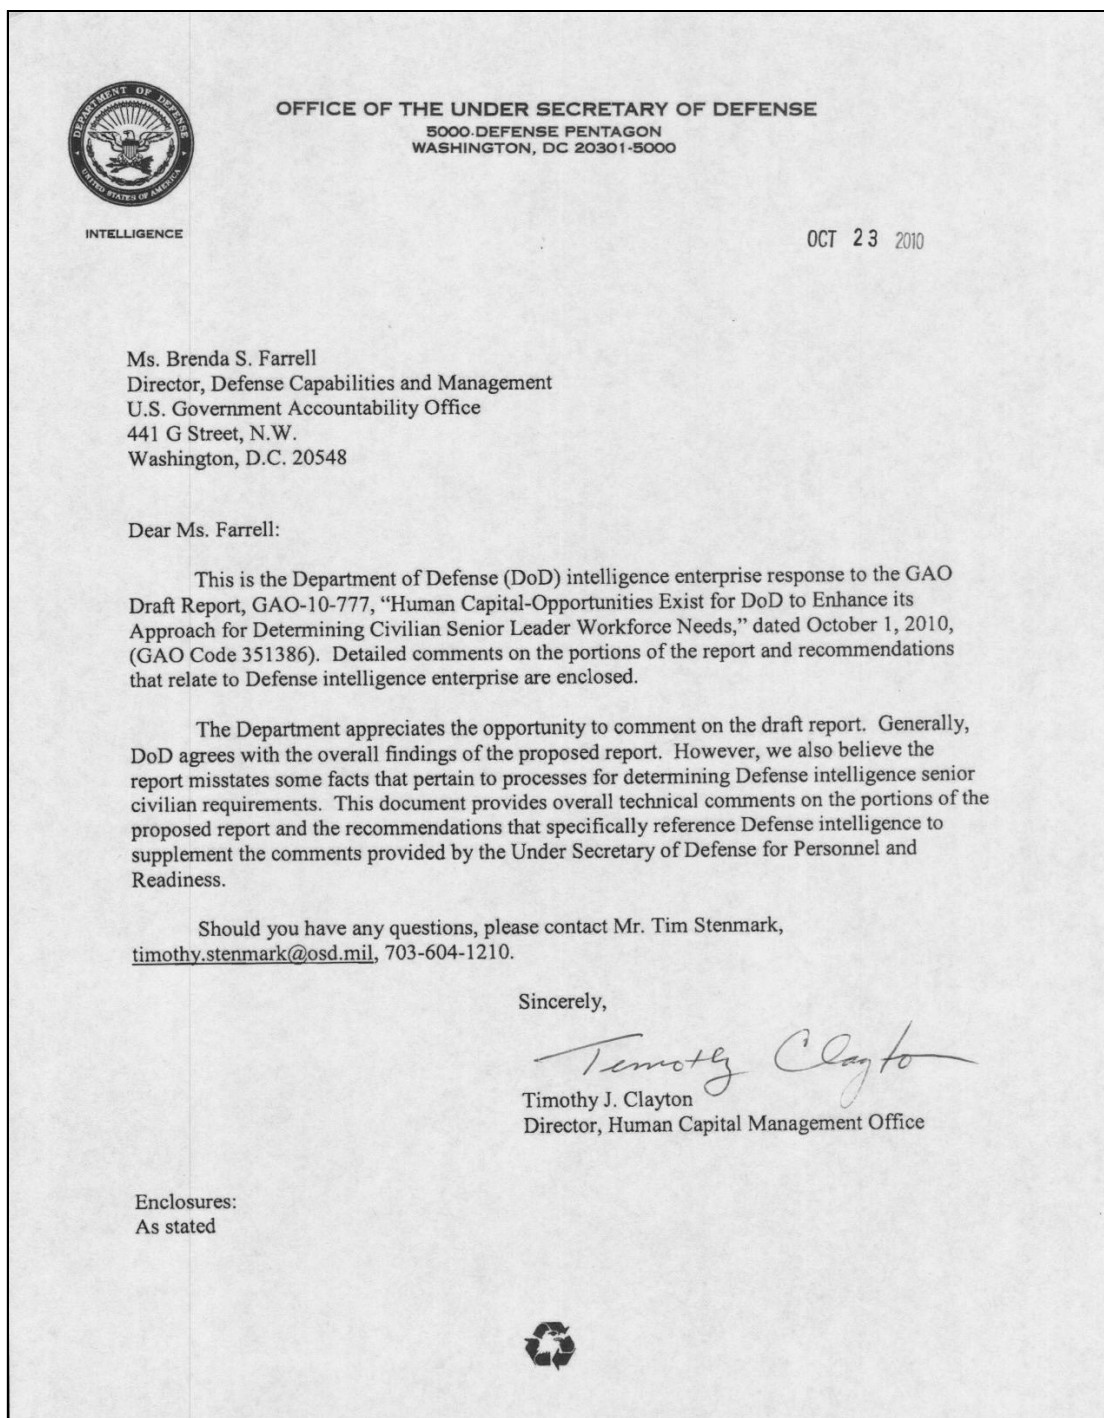 DEPARTMENT OF DEFENSE
UNITED STATES OF AMERICA
INTELLIGENCE
OFFICE OF THE UNDER SECRETARY OF DEFENSE
5000 DEFENSE PENTAGON
WASHINGTON, DC 20301-5000
OCT 23 2010
Ms. Brenda S. Farrell
Director, Defense Capabilities and Management
U.S. Government Accountability Office
441 G Street, N.W.
Washington, D.C. 20548
Dear Ms. Farrell:
This is the Department of Defense (DoD) intelligence enterprise response to the GAO
Draft Report, GAO-10-777, “Human Capital-Opportunities Exist for DoD to Enhance its
Approach for Determining Civilian Senior Leader Workforce Needs,” dated October 1, 2010,
(GAO Code 351386). Detailed comments on the portions of the report and recommendations
that relate to Defense intelligence enterprise are enclosed.
The Department appreciates the opportunity to comment on the draft report. Generally,
DoD agrees with the overall findings of the proposed report. However, we also believe the
report misstates some facts that pertain to processes for determining Defense intelligence senior
civilian requirements. This document provides overall technical comments on the portions of the
proposed report and the recommendations that specifically reference Defense intelligence to
supplement the comments provided by the Under Secretary of Defense for Personnel and
Readiness.
Should you have any questions, please contact Mr. Tim Stenmark,
timothy.stenmark@osd.mil, 703-604-1210.
Sincerely,
Timothy Clayto
Timothy J. Clayton
Director, Human Capital Management Office
Enclosures:
As stated